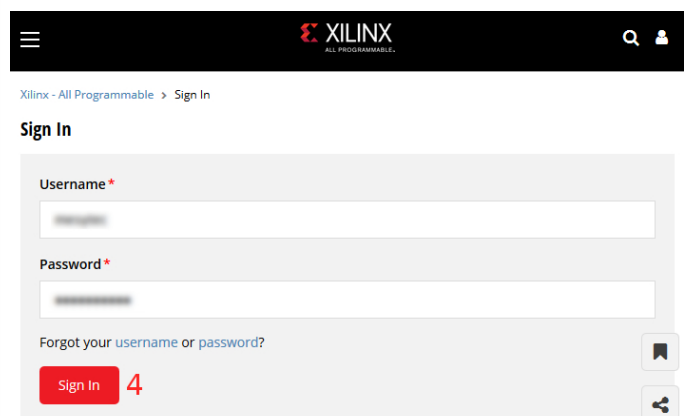 XILINX
ALL PROGRAMMABLE.
Xilinx - All Programmable > Sign In
Sign In
Username *
Password *
Forgot your username or password?
Sign In 4